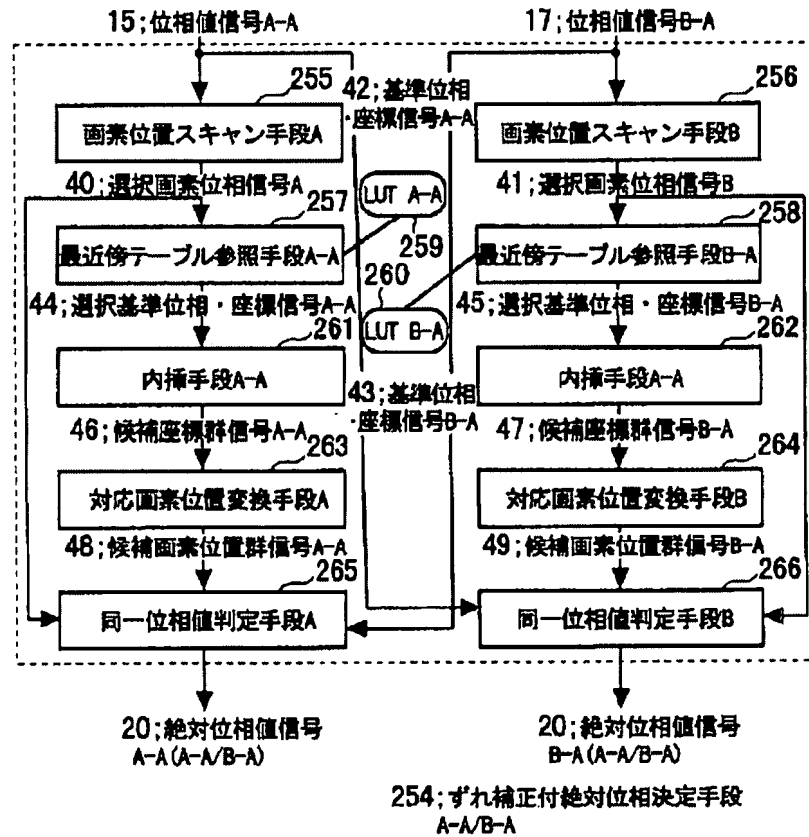 15;位相値信号A-A
17;位相値信号B-A
255
42;基準位相
・座標信号A-A
256
画素位置スキャン手段A
画素位置スキャン手段B
40;選択画素位相信号A
41;選択画素位相信号B
257
LUT A-A
259
258
最近傍テーブル参照手段A-A
最近傍テーブル参照手段B-A
260
44;選択基準位相・座標信号A-A
45;選択基準位相・座標信号B-A
261
LUT B-A
262
内挿手段A-A
内挿手段A-A
43;基準位相
・座標信号B-A
46;候補座標群信号A-A
47;候補座標群信号B-A
263
264
対応画素位置変換手段A
対応画素位置変換手段B
48;候補画素位置群信号A-A
49;候補画素位置群信号B-A
265
266
同一位相値判定手段A
同一位相値判定手段B
20;絶対位相値信号
A-A(A-A/B-A)
20;絶対位相値信号
B-A(A-A/B-A)
254;ずれ補正付絶対位相決定手段
A-A/B-A